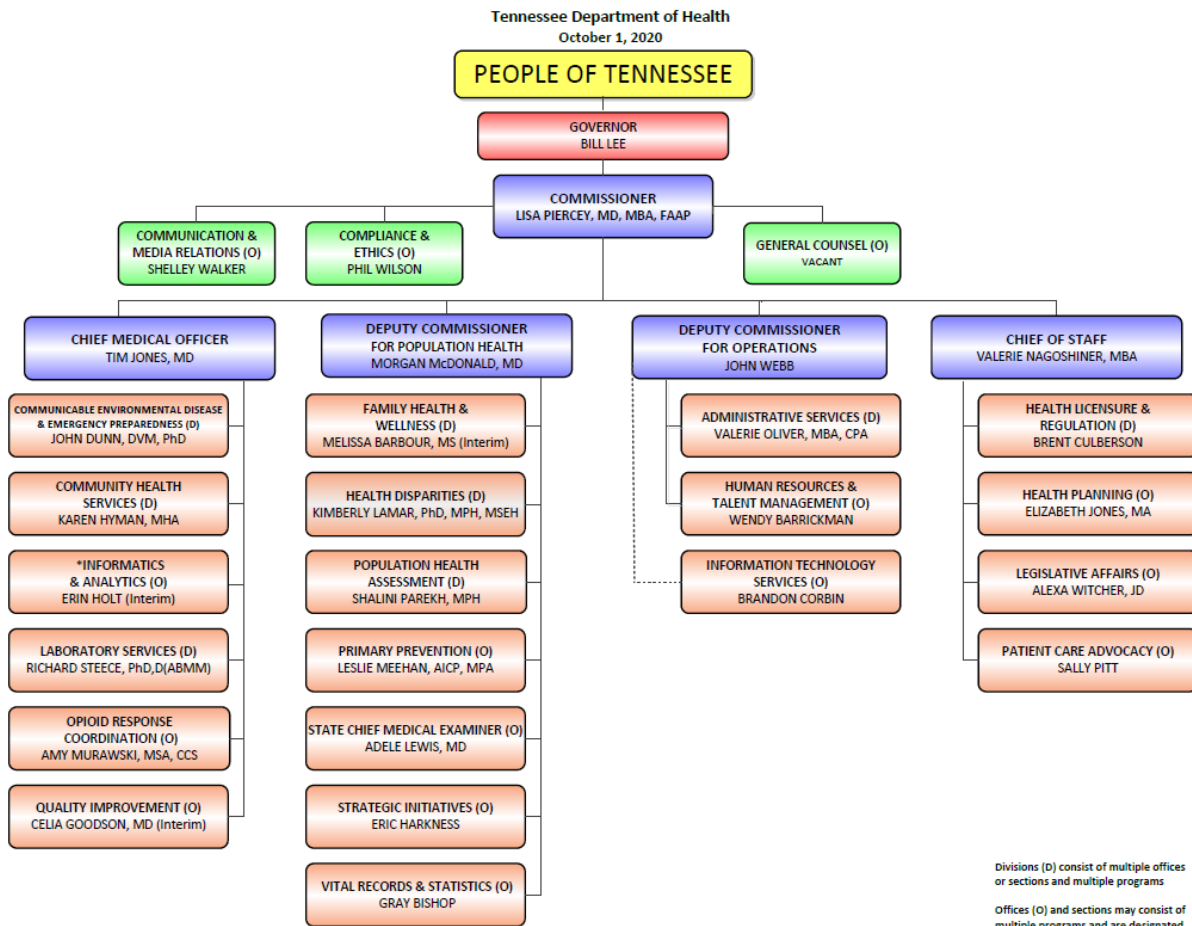 Tennessee Department of Health
October 1, 2020
PEOPLE OF TENNESSEE
GOVERNOR
BILL LEE
COMMISSIONER
LISA PIERCEY, MD, MBA, FAAP
COMMUNICATION &
MEDIA RELATIONS (O)
SHELLEY WALKER
COMPLIANCE &
ETHICS (O)
PHIL WILSON
GENERAL COUNSEL (O)
VACANT
CHIEF MEDICAL OFFICER
TIM JONES, MD
DEPUTY COMMISSIONER
FOR POPULATION HEALTH
MORGAN McDONALD, MD
DEPUTY COMMISSIONER
FOR OPERATIONS
JOHN WEBB
CHIEF OF STAFF
VALERIE NAGOSHINER, MBA
COMMUNICABLE ENVIRONMENTAL DISEASE
& EMERGENCY PREPAREDNESS (D)
JOHN DUNN, DVM, PhD
COMMUNITY HEALTH
SERVICES (D)
KAREN HYMAN, MHA
*INFORMATICS
& ANALYTICS (O)
ERIN HOLT (Interim)
LABORATORY SERVICES (D)
RICHARD STEECE, PhD,D(ABMM)
OPIOID RESPONSE
COORDINATION (O)
AMY MURAWSKI, MSA, CCS
QUALITY IMPROVEMENT (O)
CELIA GOODSON, MD (Interim)
FAMILY HEALTH &
WELLNESS (D)
MELISSA BARBOUR, MS (Interim)
HEALTH DISPARITIES (D)
KIMBERLY LAMAR, PhD, MPH, MSEH
POPULATION HEALTH
ASSESSMENT (D)
SHALINI PAREKH, MPH
PRIMARY PREVENTION (O)
LESLIE MEEHAN, AICP, MPA
STATE CHIEF MEDICAL EXAMINER (O)
ADELE LEWIS, MD
STRATEGIC INITIATIVES (O)
ERIC HARKNESS
VITAL RECORDS & STATISTICS (O)
GRAY BISHOP
ADMINISTRATIVE SERVICES (D)
VALERIE OLIVER, MBA, CPA
HUMAN RESOURCES &
TALENT MANAGEMENT (O)
WENDY BARRICKMAN
INFORMATION TECHNOLOGY
SERVICES (O)
BRANDON CORBIN
HEALTH LICENSURE &
REGULATION (D)
BRENT CULBERSON
HEALTH PLANNING (O)
ELIZABETH JONES, MA
LEGISLATIVE AFFAIRS (O)
ALEXA WITCHER, JD
PATIENT CARE ADVOCACY (O)
SALLY PITT
Divisions (D) consist of multiple offices
or sections and multiple programs
Offices (O) and sections may consist of
multiple programs and are designated